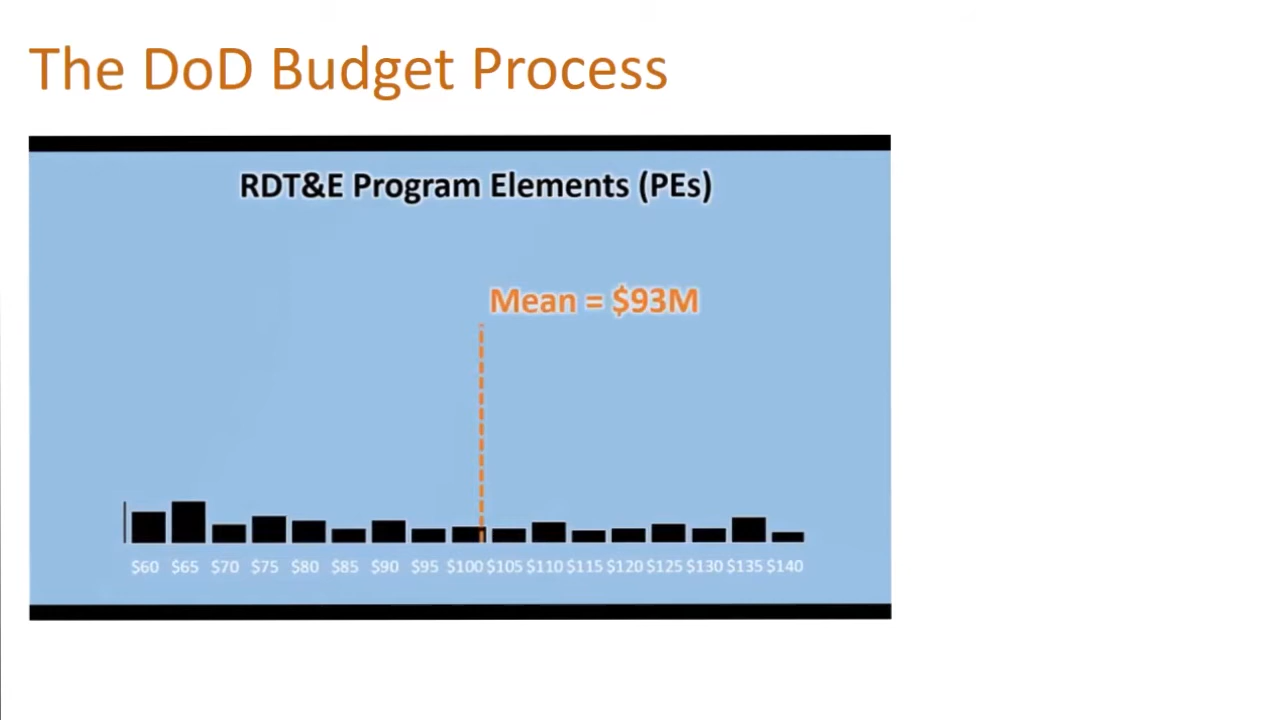 The DoD Budget Process
RDT&E Program Elements (PEs)
Mean = $93M
$60 $65 $70 $75 $80 $85 $90 $95 $100 $105 $110 $115 $120 $125 $130 $135 $140